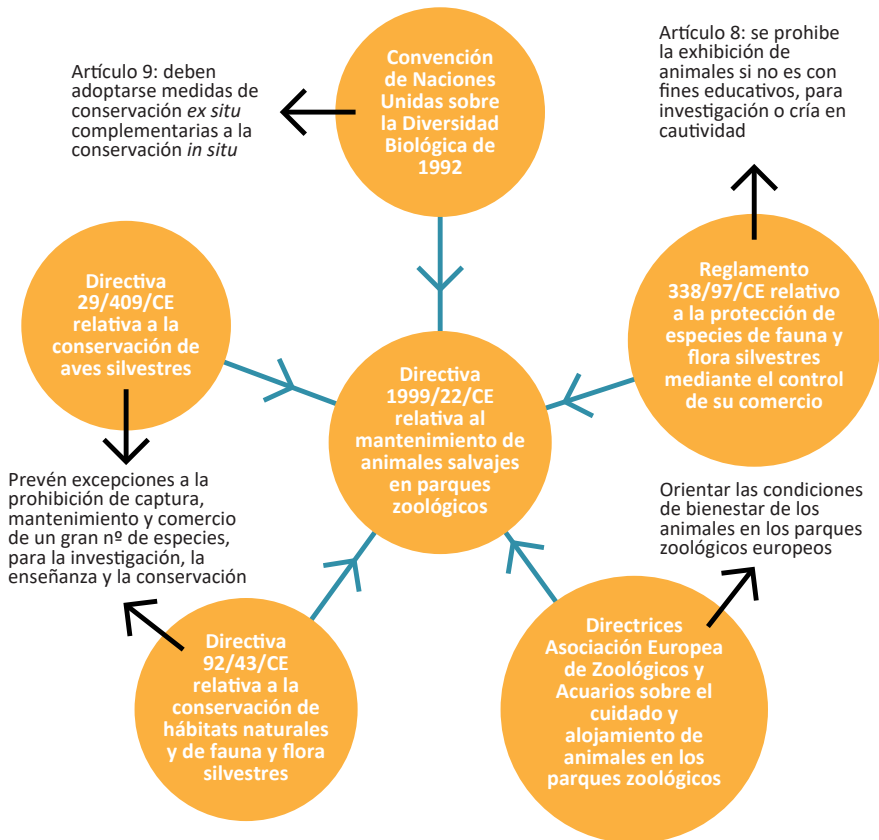 Artículo 9: deben
adoptarse medidas de
conservación ex situ
complementarias a la
conservación in situ
Convención
de Naciones
Unidas sobre
la Diversidad
Biológica de
1992
Artículo 8: se prohibe
la exhibición de
animales si no es con
fines educativos, para
investigación o cría en
cautividad
Directiva
29/409/CE
relativa a la
conservación de
aves silvestres
Reglamento
338/97/CE relativo
a la protección de
especies de fauna y
flora silvestres
mediante el control
de su comercio
Directiva
1999/22/CE
relativa al
mantenimiento de
animales salvajes
en parques
zoológicos
Prevén excepciones a la
prohibición de captura,
mantenimiento y comercio
de un gran nº de especies,
para la investigación, la
enseñanza y la conservación
Orientar las condiciones
de bienestar de los
animales en los parques
zoológicos europeos
Directiva
92/43/CE
relativa a la
conservación de
hábitats naturales
y de fauna y flora
silvestres
Directrices
Asociación Europea
de Zoológicos y
Acuarios sobre el
cuidado y
alojamiento de
animales en los
parques zoológicos